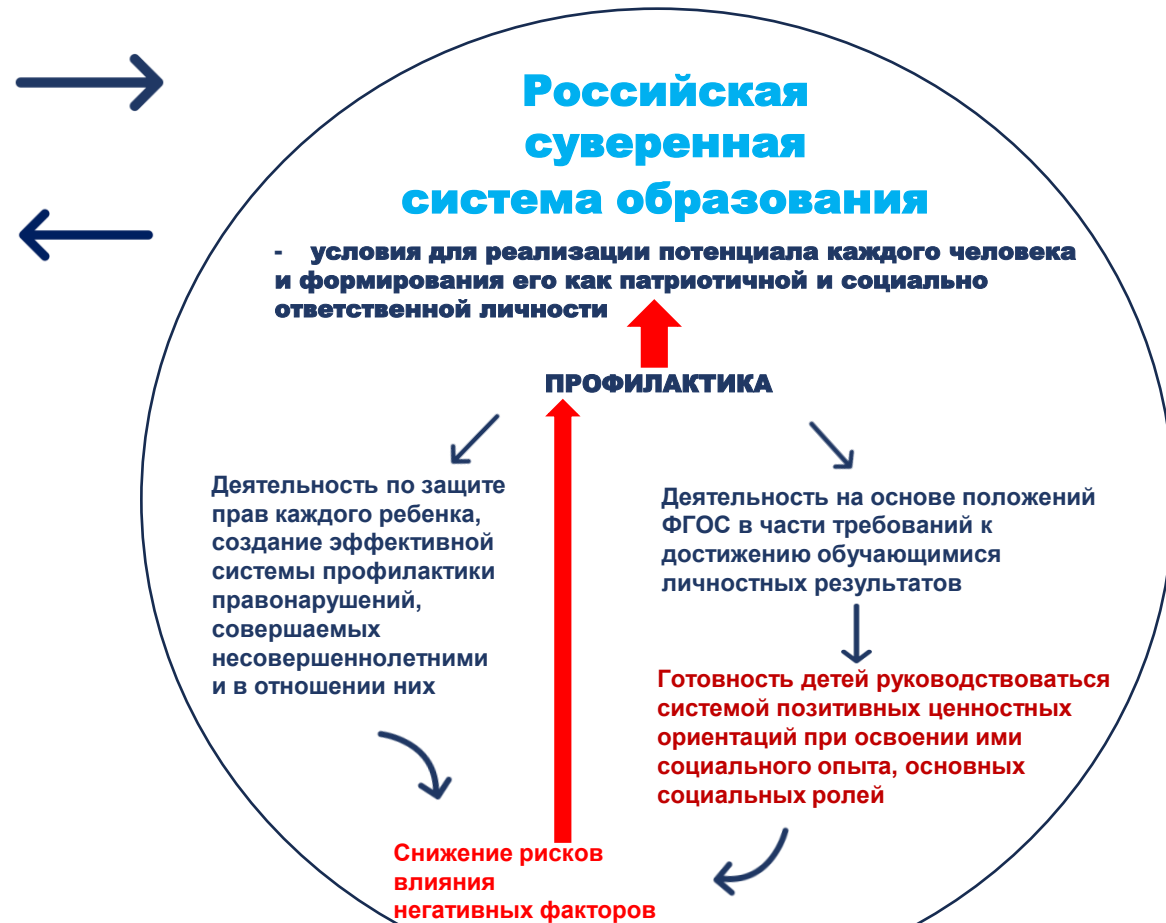 Российская
суверенная
система образования
- условия для реализации потенциала каждого человека
и формирования его как патриотичной и социально
ответственной личности
ПРОФИЛАКТИКА
Деятельность по защите
прав каждого ребенка,
создание эффективной
системы профилактики
правонарушений,
совершаемых
несовершеннолетними
и в отношении них
Деятельность на основе положений
ФГОС в части требований к
достижению обучающимися
личностных результатов
Готовность детей руководствоваться
системой позитивных ценностных
ориентаций при освоении ими
социального опыта, основных
социальных ролей
Снижение рисков
влияния
негативных факторов